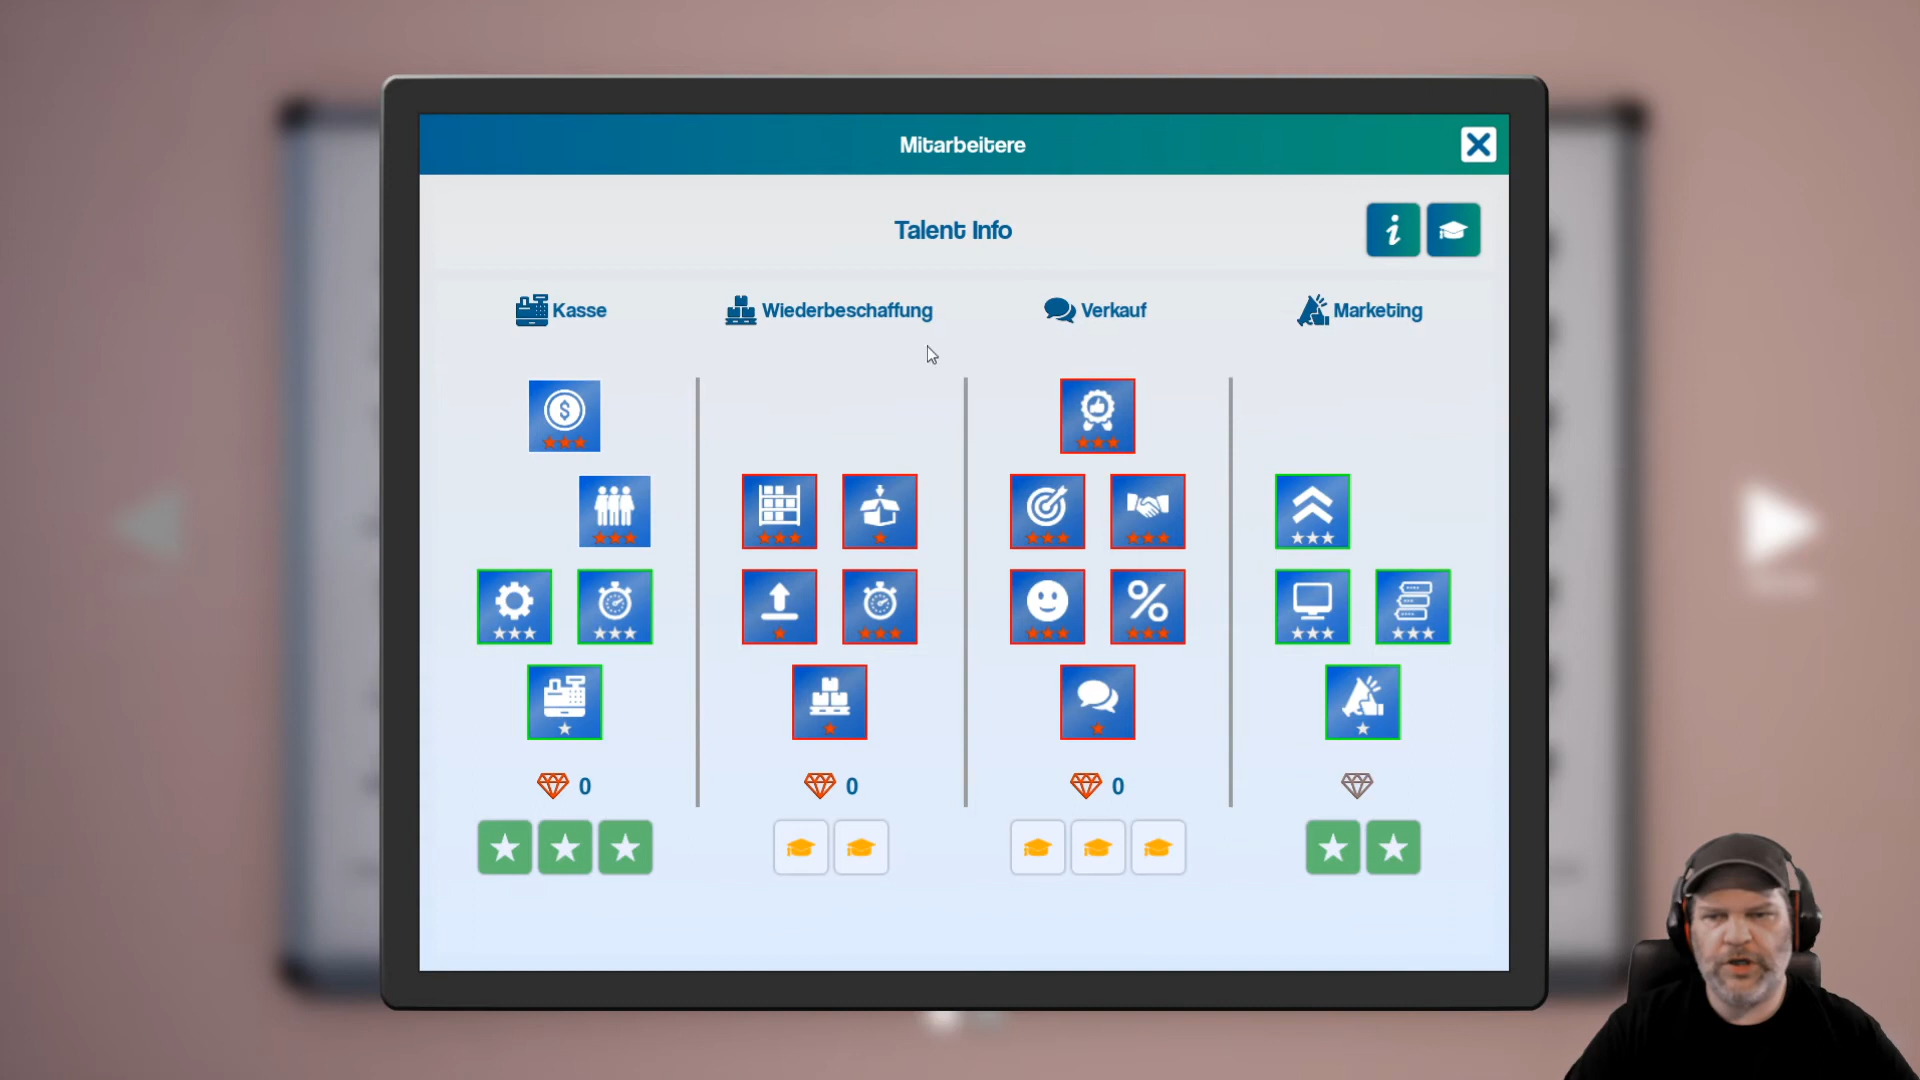 Mitarbeitere
Talent Info
Kasse
Wiederbeschaffung
Verkauf
Marketing
0
0
0